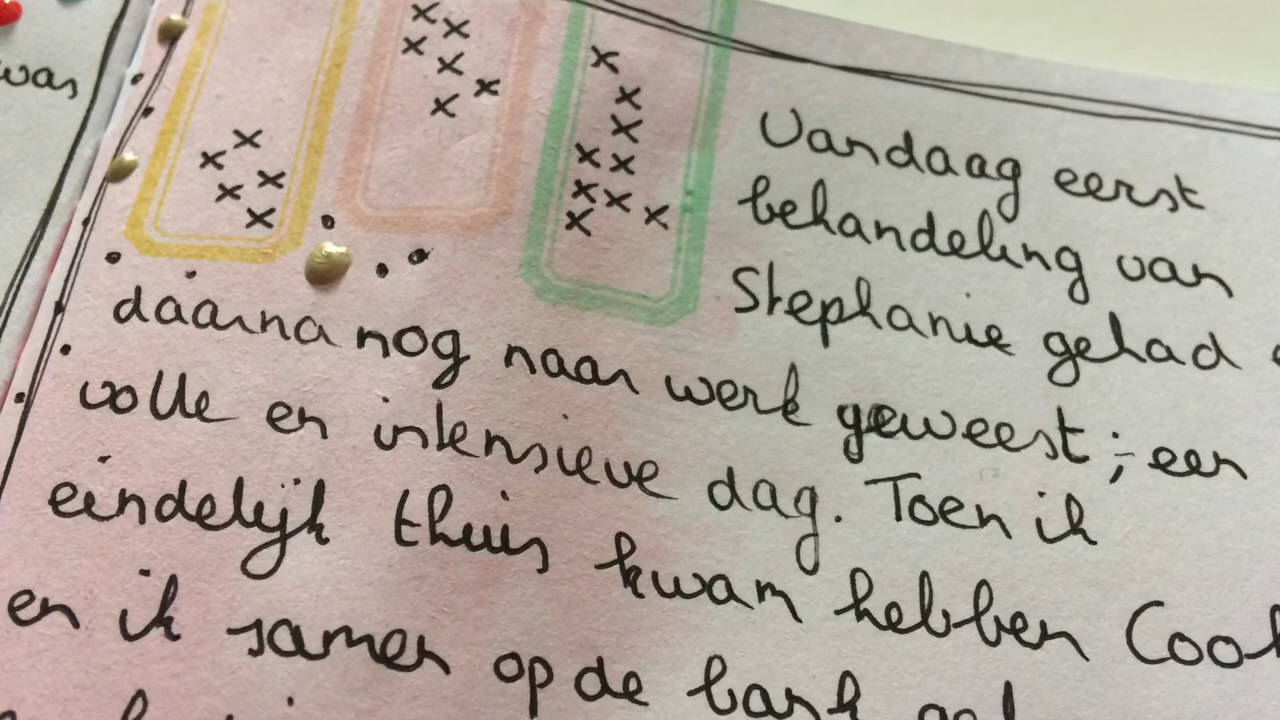 was
Vandaag eerst
behandeling van
Stephanie gehad
daarna nog naar werk geweest; een
volle en intensieve dag. Toen ik
eindelijk thuis kwam hebben
en ik samen op de bank